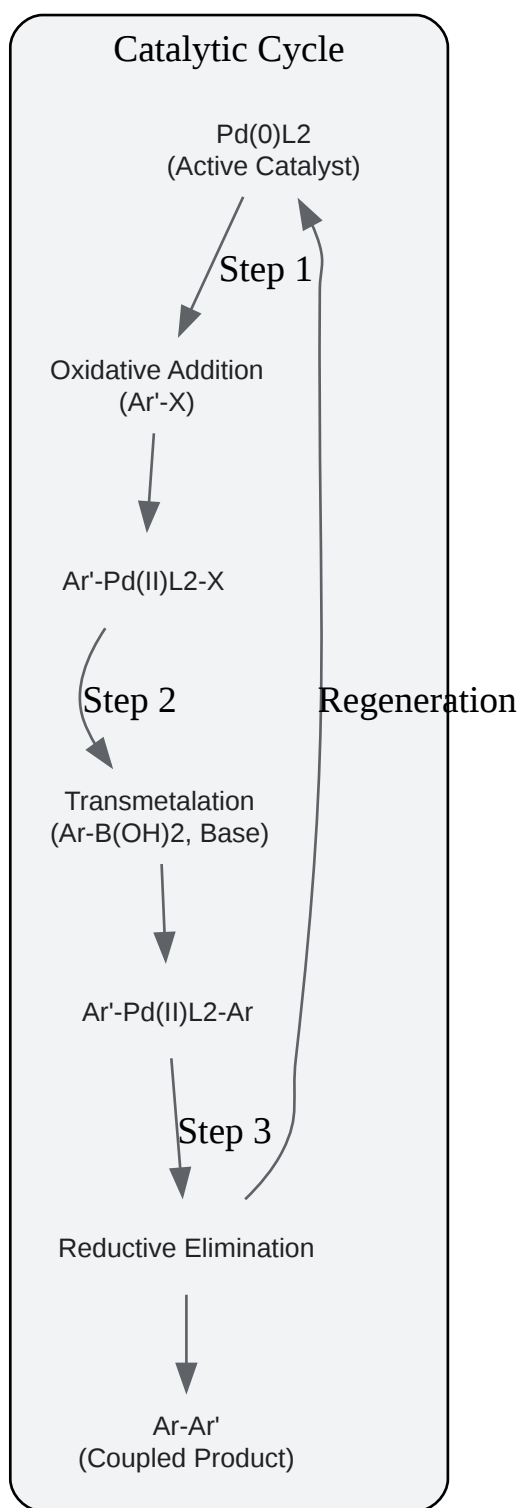 Catalytic Cycle
Pd(0)L2
(Active Catalyst)
Step 1
Oxidative Addition
(Ar'-X)
Ar'-Pd(II)L2-X
Step 2
Regeneration
Transmetalation
(Ar-B(OH)2, Base)
Ar'-Pd(II)L2-Ar
Step 3
Reductive Elimination
Ar-Ar'
(Coupled Product)